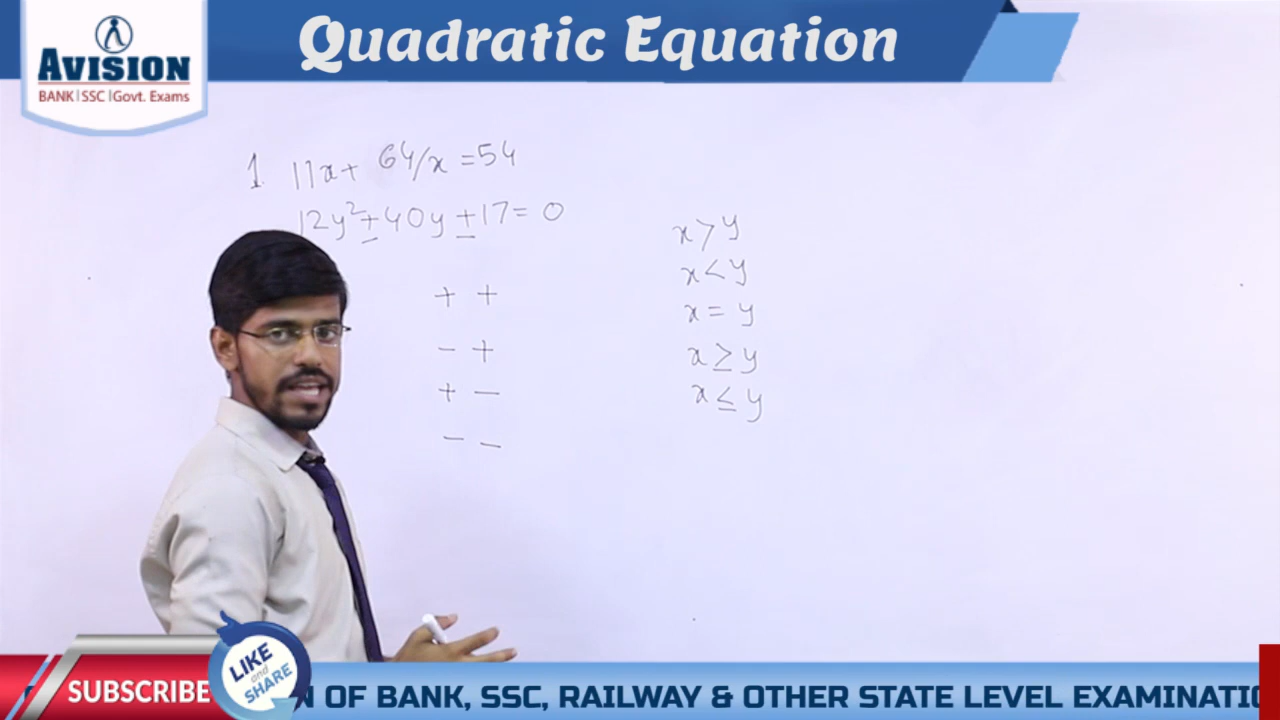 Quadratic Equation
AVISION
BANK | SSC | Govt. Exams
1 11x + 64/x = 54
12y² ± 40y ± 17 = 0
+ +
- +
+ -
- -
x > y
x < y
x = y
x ≥ y
x ≤ y
SUBSCRIBE
LIKE
and
SHARE
OF BANK, SSC, RAILWAY & OTHER STATE LEVEL